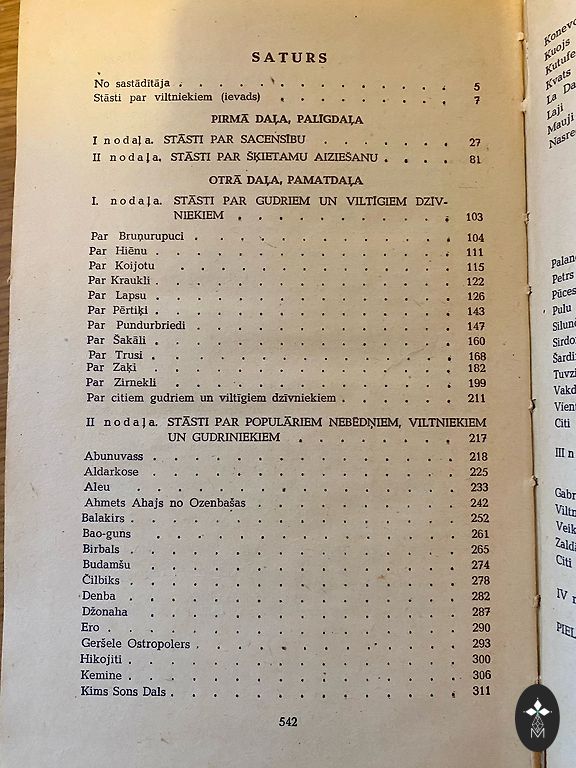 SATURS
No sastādītāja . . . . . . . . . . . . 5
Stāsti par viltniekiem (ievads) . . . . . . . 7
PIRMĀ DAĻA, PALĪGDAĻA
I nodaļa. STĀSTI PAR SACENSĪBU . . . . . . 27
II nodaļa. STĀSTI PAR ŠĶIETAMU AIZIEŠANU . . . . 81
OTRĀ DAĻA, PAMATDAĻA
I. nodaļa. STĀSTI PAR GUDRIEM UN VILTĪGIEM DZĪV-
NIEKIEM . . . . . . . . . 103
Par Bruņurupuci . . . . . . . . . . . 104
Par Hiēnu . . . . . . . . . . . . 111
Par Koijotu . . . . . . . . . . . 115
Par Kraukli . . . . . . . . . . . . 122
Par Lapsu . . . . . . . . . . . . 126
Par Pērtiķi . . . . . . . . . . . . 143
Par Pundurbriedi . . . . . . . . . . . 147
Par Šakāli . . . . . . . . . . . . 160
Par Trusi . . . . . . . . . . . . 168
Par Zaķi . . . . . . . . . . . . 182
Par Zirnekli . . . . . . . . . . . 199
Par citiem gudriem un viltīgiem dzīvniekiem . . . . . 211
II nodaļa. STĀSTI PAR POPULĀRIEM NEBĒDŅIEM, VILTNIEKIEM
UN GUDRINIEKIEM . . . . . . . 217
Abunuvass . . . . . . . . . . . . 218
Aldarkose . . . . . . . . . . . . 225
Aleu . . . . . . . . . . . . . 233
Ahmets Ahajs no Ozenbašas . . . . . . . . 242
Balakirs . . . . . . . . . . . . . 252
Bao-guns . . . . . . . . . . . . 261
Birbals . . . . . . . . . . . . . 265
Budamšu . . . . . . . . . . . . 274
Čilbiks . . . . . . . . . . . . . 278
Denba . . . . . . . . . . . . . 282
Džonaha . . . . . . . . . . . . 287
Ero . . . . . . . . . . . . . . 290
Geršele Ostropolers . . . . . . . . . . 293
Hikojiti . . . . . . . . . . . . . 300
Kemine . . . . . . . . . . . . . 306
Kims Sons Dals . . . . . . . . . . . 311
542
Kuojs
Kvats
La Da
Laji
Mauji
Nasre
Palan
Petrs
Pūces
Pulu
Silun
Sirdo
Šardi
Tuvzi
Vakd
Vien
Citi
III n
Gabr
Viltn
Veik
Zald
Citi
IV n
PIEL
M